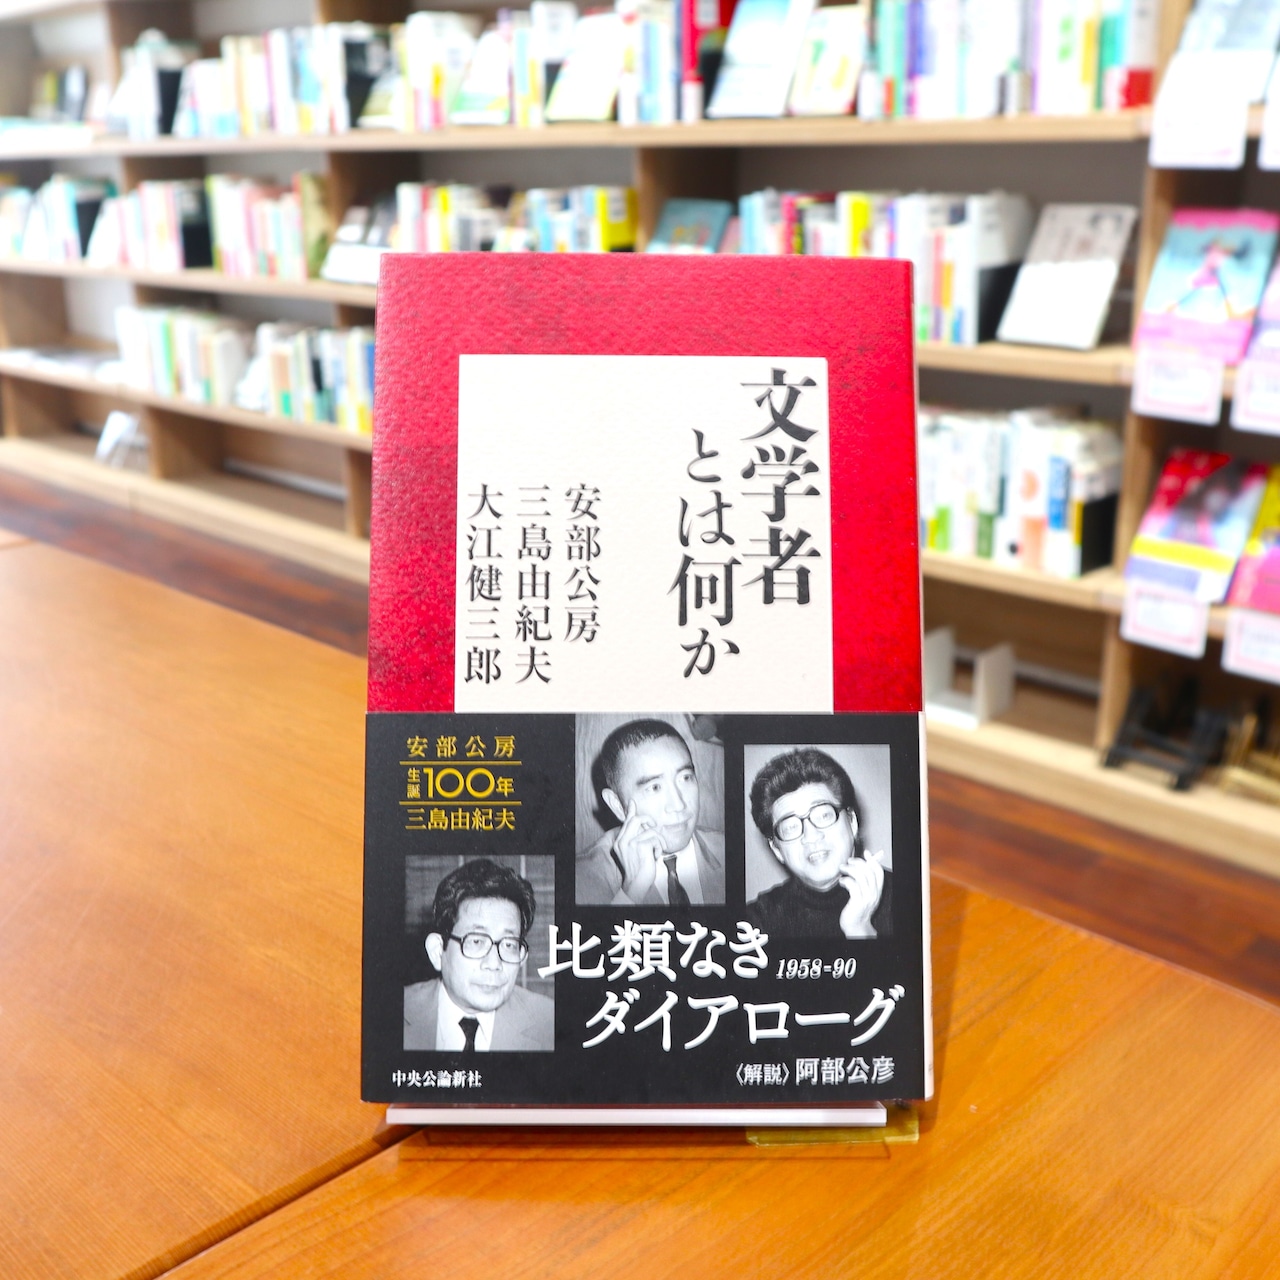 文学者
とは何か
安部公房
三島由紀夫
大江健三郎
安部公房
生誕100年
三島由紀夫
比類なき
1958-90
ダイアローグ
〈解説〉阿部公彦
中央公論新社